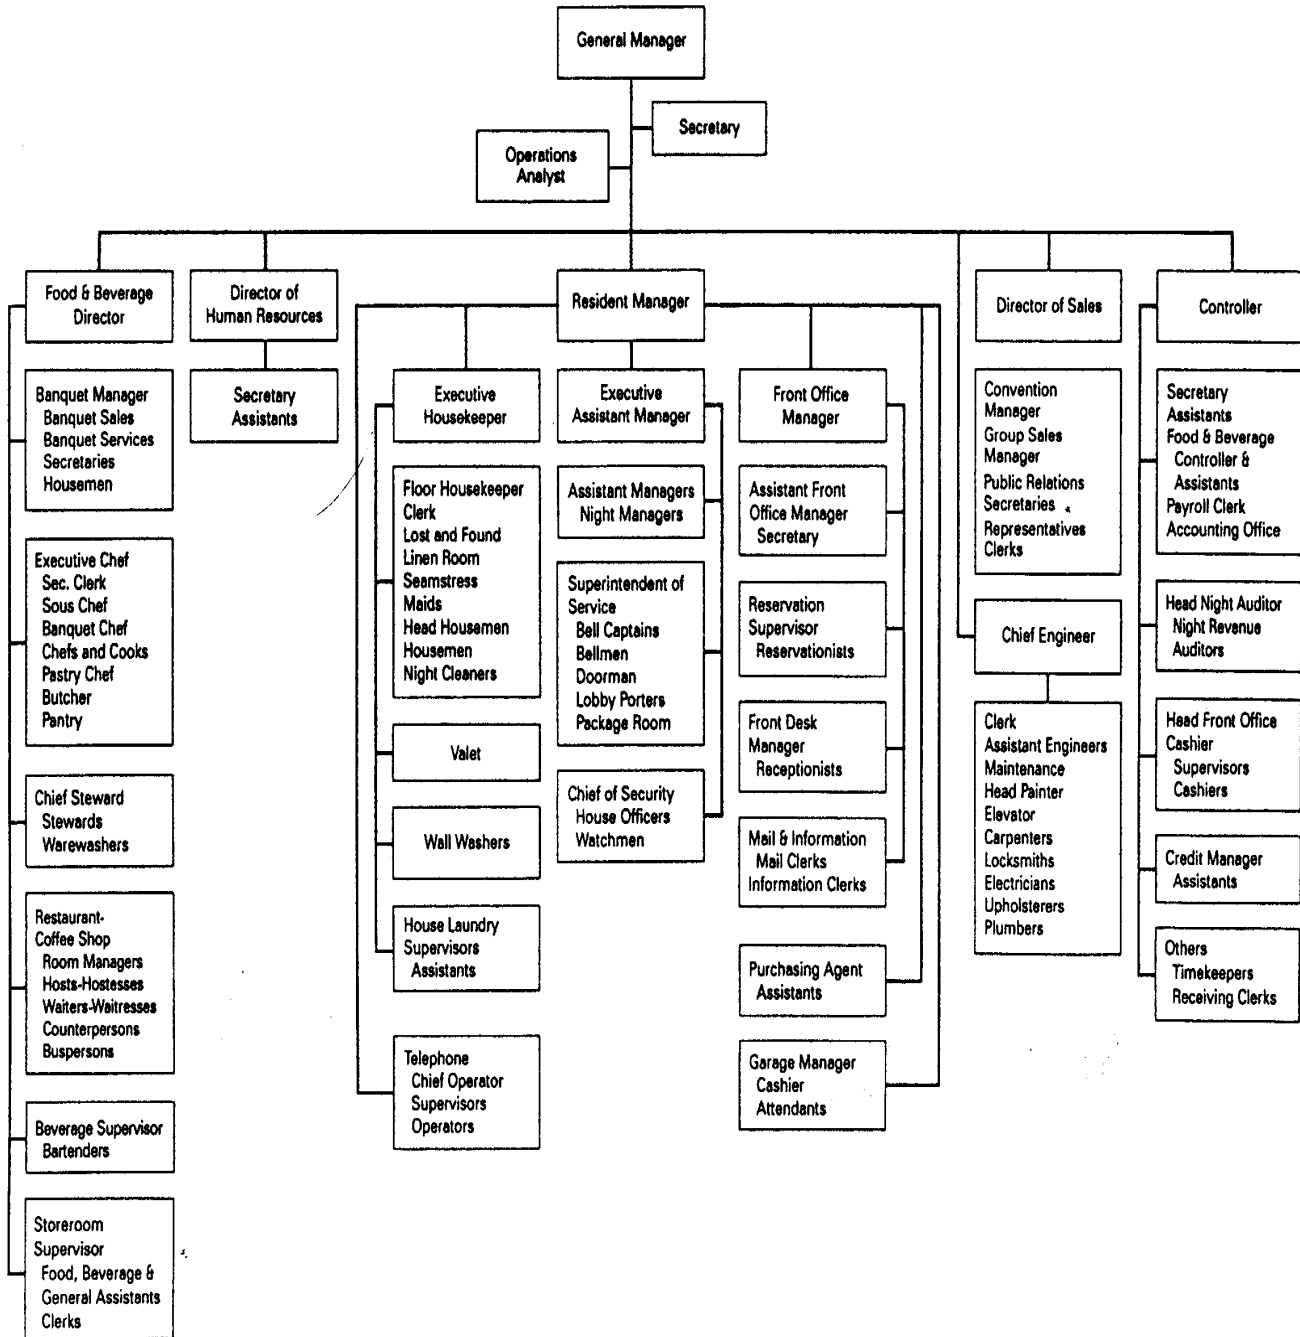 General Manager
Secretary
Operations
Analyst
Food & Beverage
Director
Director of
Human Resources
Resident Manager
Director of Sales
Controller
Banquet Manager
Banquet Sales
Banquet Services
Secretaries
Housemen
Secretary
Assistants
Executive
Housekeeper
Executive
Assistant Manager
Front Office
Manager
Convention
Manager
Group Sales
Manager
Public Relations
Secretaries
Representatives
Clerks
Secretary
Assistants
Food & Beverage
Controller &
Assistants
Payroll Clerk
Accounting Office
Executive Chef
Sec. Clerk
Sous Chef
Banquet Chef
Chefs and Cooks
Pastry Chef
Butcher
Pantry
Floor Housekeeper
Clerk
Lost and Found
Linen Room
Seamstress
Maids
Head Housemen
Housemen
Night Cleaners
Assistant Managers
Night Managers
Assistant Front
Office Manager
Secretary
Superintendent of
Service
Bell Captains
Bellmen
Doorman
Lobby Porters
Package Room
Reservation
Supervisor
Reservationists
Chief Engineer
Head Night Auditor
Night Revenue
Auditors
Valet
Front Desk
Manager
Receptionists
Clerk
Assistant Engineers
Maintenance
Head Painter
Elevator
Carpenters
Locksmiths
Electricians
Upholsterers
Plumbers
Head Front Office
Cashier
Supervisors
Cashiers
Chief Steward
Stewards
Warewashers
Wall Washers
Chief of Security
House Officers
Watchmen
Mail & Information
Mail Clerks
Information Clerks
Credit Manager
Assistants
Restaurant-
Coffee Shop
Room Managers
Hosts-Hostesses
Waiters-Waitresses
Counterpersons
Buspersons
House Laundry
Supervisors
Assistants
Purchasing Agent
Assistants
Others
Timekeepers
Receiving Clerks
Telephone
Chief Operator
Supervisors
Operators
Garage Manager
Cashier
Attendants
Beverage Supervisor
Bartenders
Storeroom
Supervisor
Food, Beverage &
General Assistants
Clerks